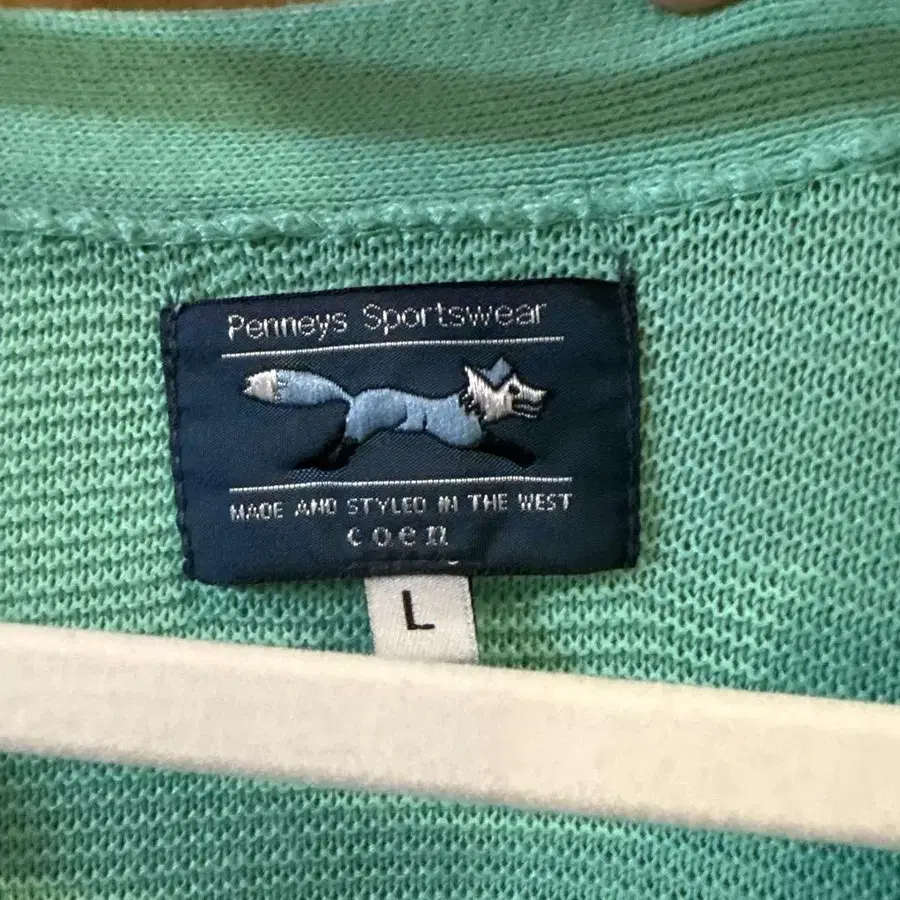 Penneys Sportswear
MADE AND STYLED IN THE WEST
coen
L